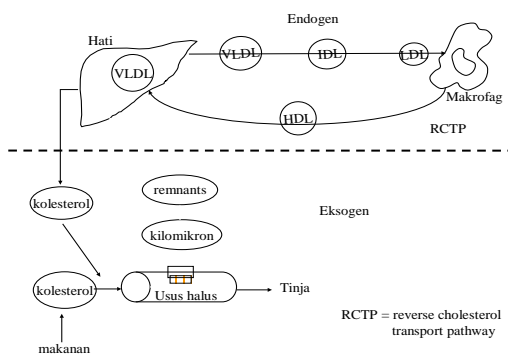 Endogen
Hati
VLDL
VLDL
IDL
LDL
Makrofag
HDL
RCTP
kolesterol
remnants
Eksogen
kilomikron
kolesterol
Usus halus
Tinja
makanan
RCTP = reverse cholesterol
transport pathway